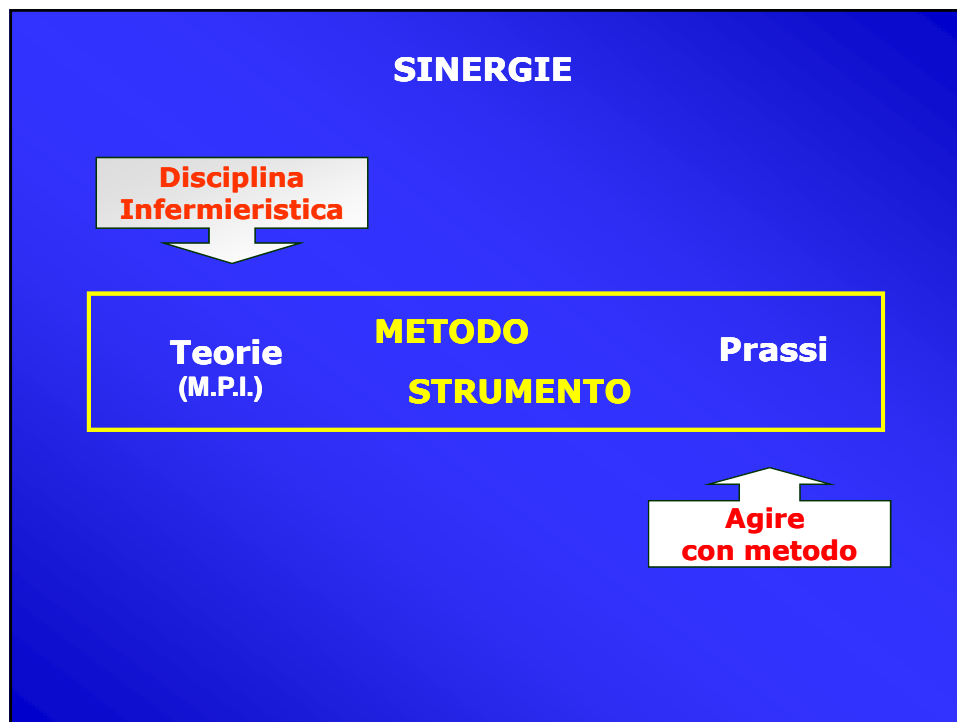 SINERGIE
Disciplina
Infermieristica
METODO
Teorie
(M.P.I.)
Prassi
STRUMENTO
Agire
con metodo